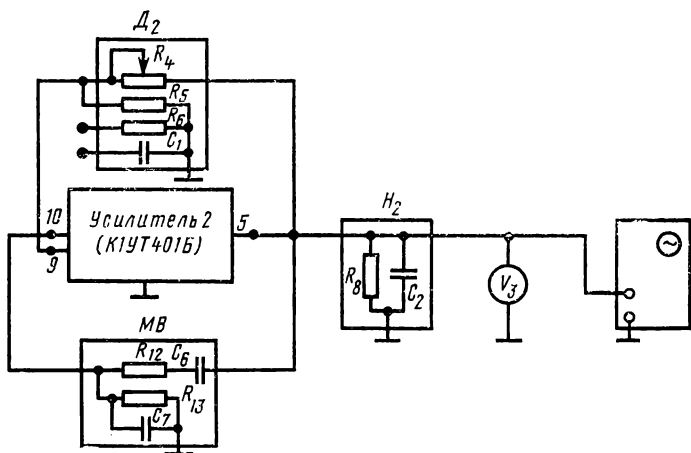 Д2
R4
R5
R6
C1
10
9
Усилитель 2
(К1УТ401Б)
5
H2
R8
C2
V3
МВ
R12
C6
R13
C7